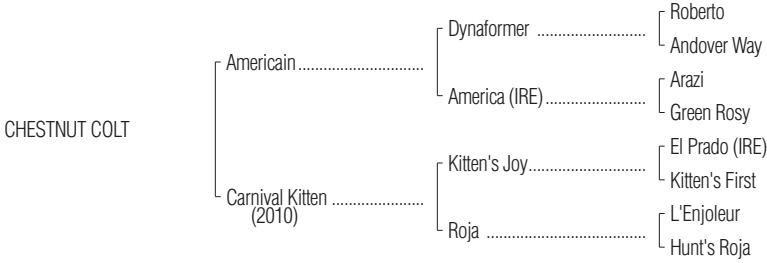 Roberto
Dynaformer
Andover Way
Americain
Arazi
America (IRE)
Green Rosy
CHESTNUT COLT
El Prado (IRE)
Kitten's Joy
Kitten's First
Carnival Kitten
(2010)
L'Enjoleur
Roja
Hunt's Roja